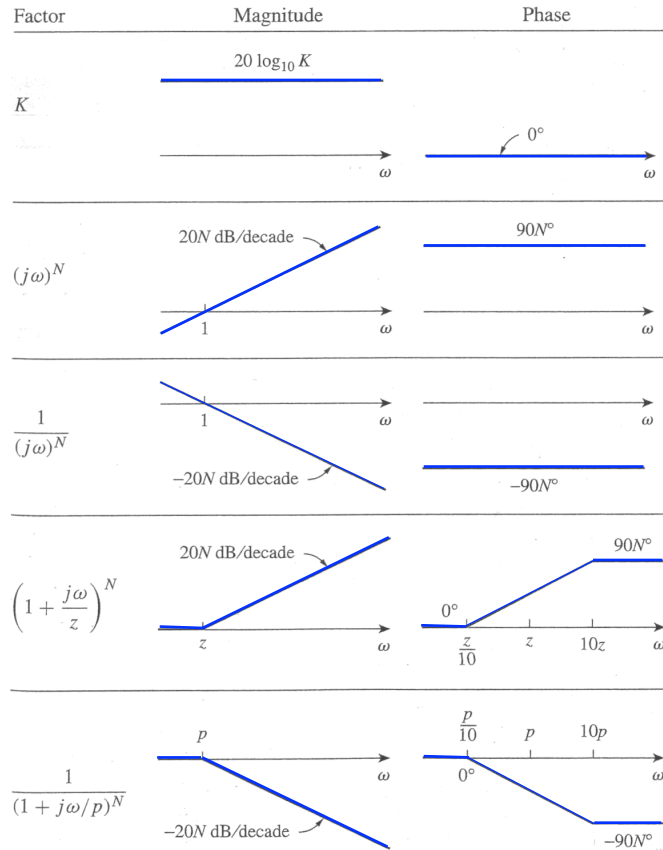 Factor Magnitude Phase
20 log₁₀ K
K
0°
ω ω
20N dB/decade 90N°
(jω)^N
1 ω ω
1 ω ω
1/(jω)^N
−20N dB/decade −90N°
20N dB/decade 90N°
(1 + jω/z)^N
0°
z ω z/10 z 10z ω
p p/10 p 10p
ω 0° ω
1/(1 + jω/p)^N
−20N dB/decade −90N°